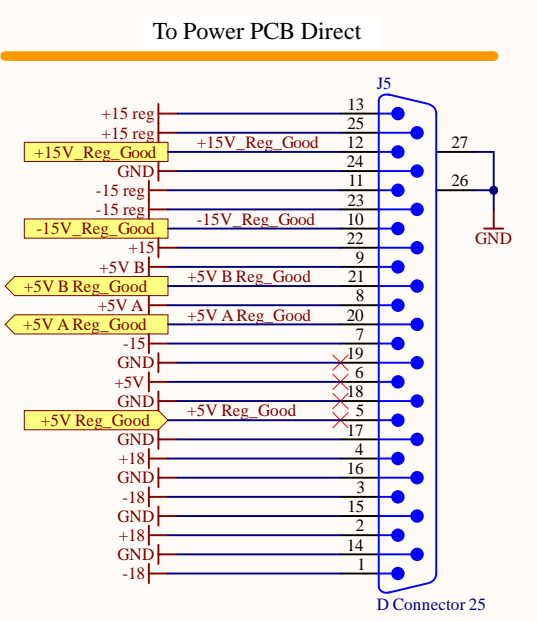 To Power PCB Direct
J5
+15 reg 13
+15 reg 25
+15V_Reg_Good +15V_Reg_Good 12 27
GND 24
-15 reg 11 26
-15 reg 23
-15V_Reg_Good -15V_Reg_Good 10 GND
+15 22
+5V B 9
+5V B Reg_Good +5V B Reg_Good 21
+5V A 8
+5V A Reg_Good +5V A Reg_Good 20
-15 7
GND 19
+5V 6
GND 18
+5V Reg_Good +5V Reg_Good 5
GND 17
+18 4
GND 16
-18 3
GND 15
+18 2
GND 14
-18 1
D Connector 25